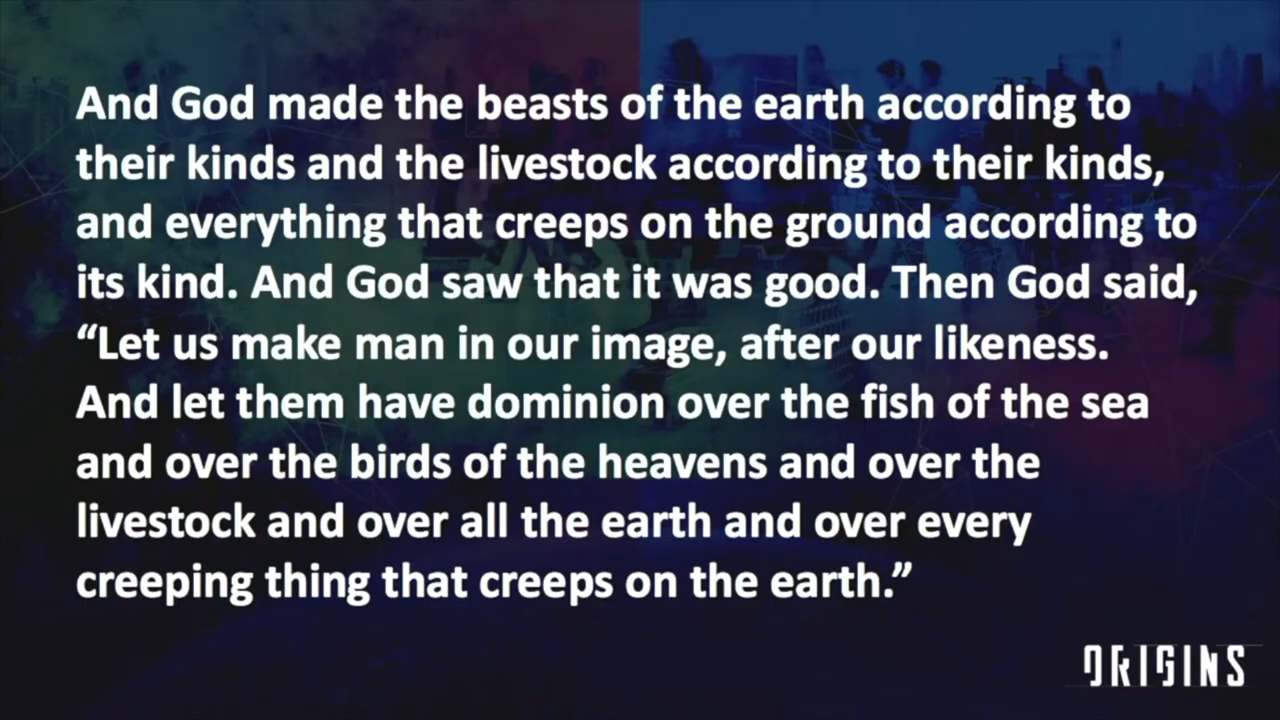 And God made the beasts of the earth according to
their kinds and the livestock according to their kinds,
and everything that creeps on the ground according to
its kind. And God saw that it was good. Then God said,
“Let us make man in our image, after our likeness.
And let them have dominion over the fish of the sea
and over the birds of the heavens and over the
livestock and over all the earth and over every
creeping thing that creeps on the earth.”
ORIGINS